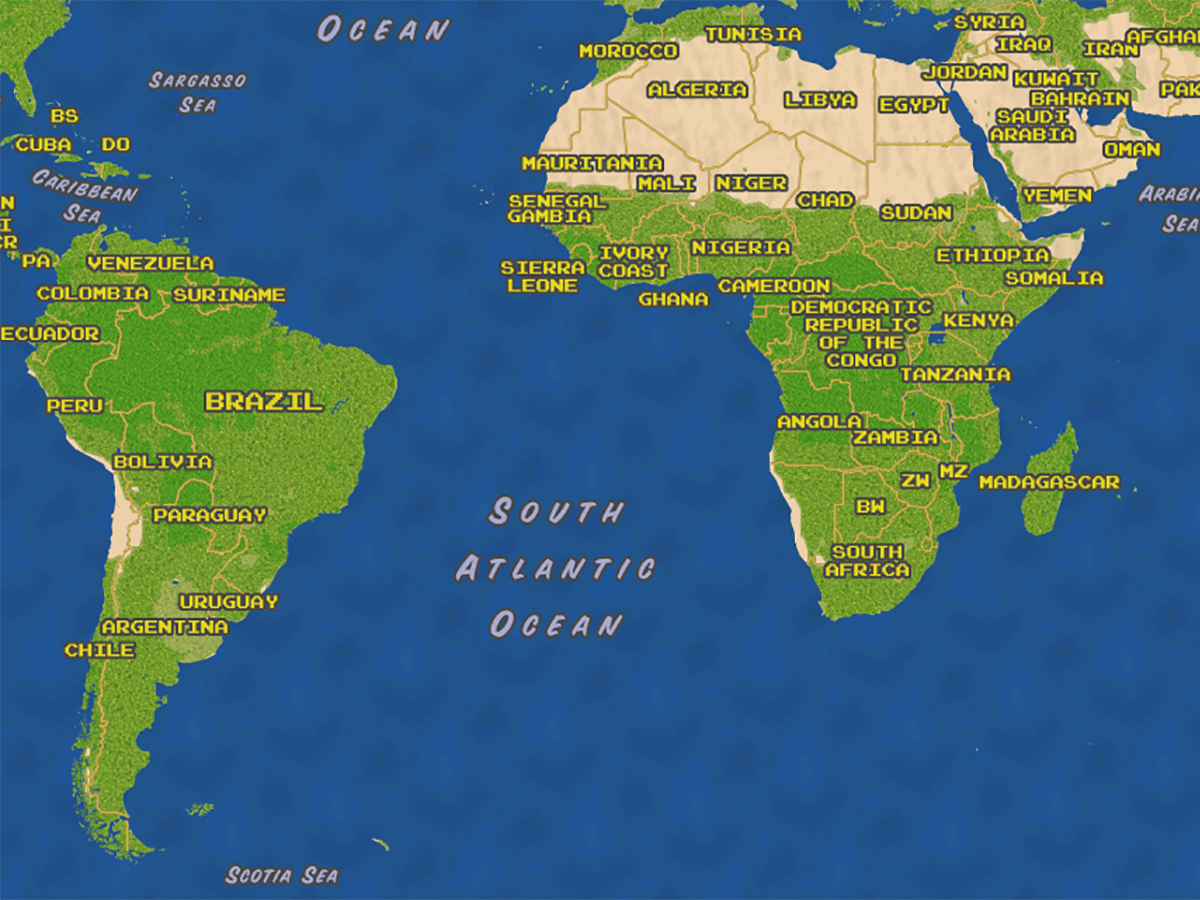 OCEAN
SYRIA
TUNISIA
AFGHAN
IRAQ
IRAN
MOROCCO
JORDAN
KUWAIT
SARGASSO
SEA
ALGERIA
PAK
LIBYA
EGYPT
BAHRAIN
BS
SAUDI
ARABIA
CUBA
DO
OMAN
MAURITANIA
CARIBBEAN
SEA
MALI
NIGER
YEMEN
ARABIA
SEA
CHAD
SENEGAL
GAMBIA
N
I
CR
SUDAN
PA
VENEZUELA
IVORY
COAST
NIGERIA
ETHIOPIA
SIERRA
LEONE
SOMALIA
COLOMBIA
SURINAME
GHANA
CAMEROON
DEMOCRATIC
REPUBLIC
OF THE
CONGO
KENYA
ECUADOR
TANZANIA
PERU
BRAZIL
ANGOLA
ZAMBIA
BOLIVIA
ZW
MZ
MADAGASCAR
BW
PARAGUAY
SOUTH
ATLANTIC
OCEAN
SOUTH
AFRICA
URUGUAY
ARGENTINA
CHILE
SCOTIA SEA